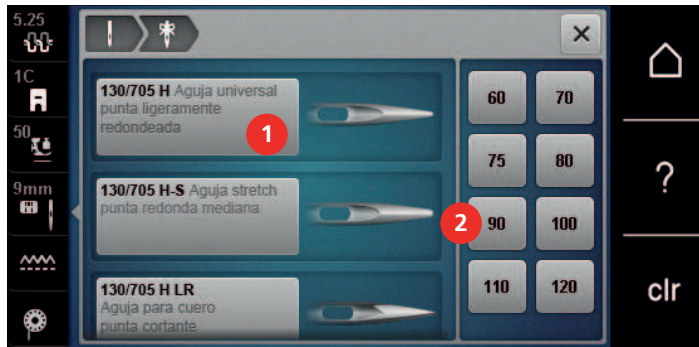 5.25
1C
50
9mm
130/705 H Aguja universal
punta ligeramente
redondeada
1
130/705 H-S Aguja stretch
punta redonda mediana
2
130/705 H LR
Aguja para cuero
punta cortante
60 70
75 80
90 100
110 120
?
clr